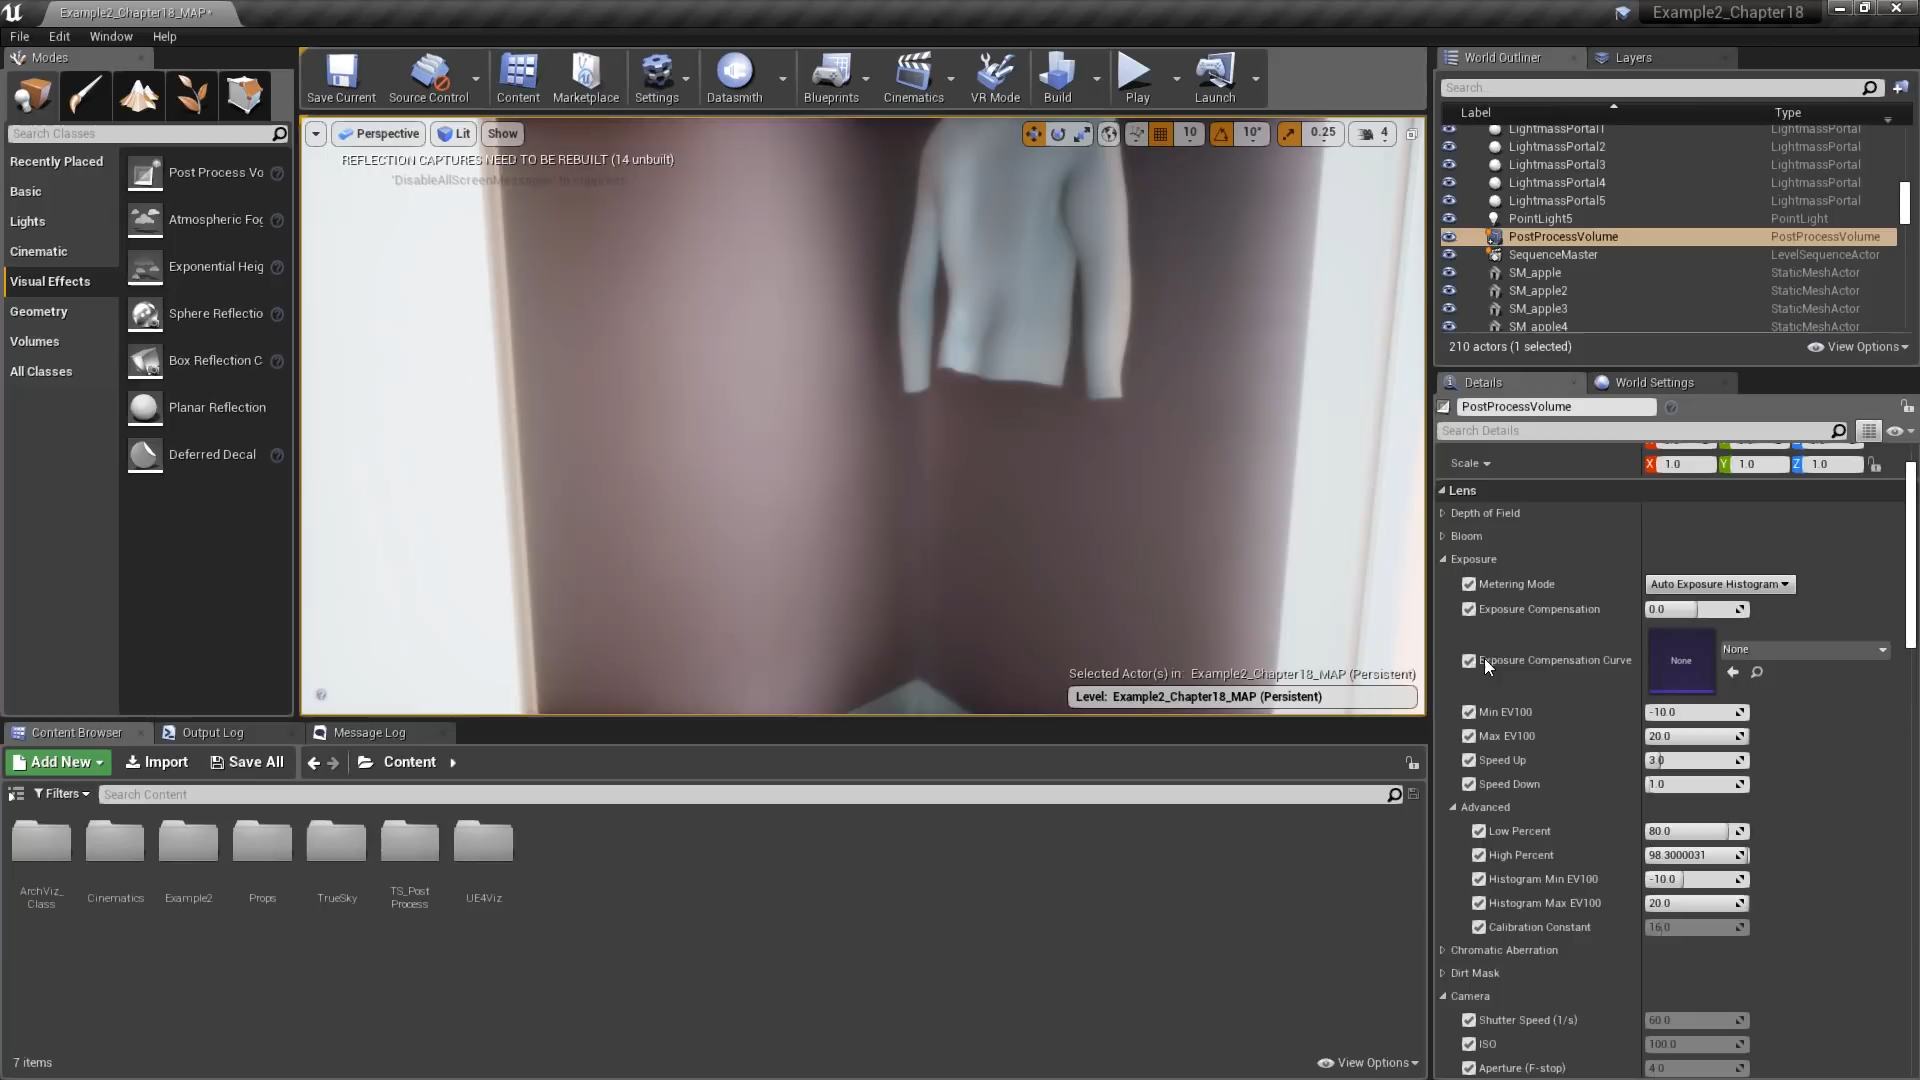 Example2_Chapter18_MAP*
Example2_Chapter18
File
Edit
Window
Help
Modes
Search Classes
Recently Placed
Basic
Lights
Cinematic
Visual Effects
Geometry
Volumes
All Classes
Post Process Vo
Atmospheric Fog
Exponential Heig
Sphere Reflectio
Box Reflection C
Planar Reflection
Deferred Decal
Save Current
Source Control
Content
Marketplace
Settings
Datasmith
Blueprints
Cinematics
VR Mode
Build
Play
Launch
Perspective
Lit
Show
10
10°
0.25
4
REFLECTION CAPTURES NEED TO BE REBUILT (14 unbuilt)
'DisableAllScreenMessages' to suppress
Selected Actor(s) in: Example2_Chapter18_MAP (Persistent)
Level: Example2_Chapter18_MAP (Persistent)
World Outliner
Layers
Search...
Label
Type
LightmassPortal1 LightmassPortal
LightmassPortal2 LightmassPortal
LightmassPortal3 LightmassPortal
LightmassPortal4 LightmassPortal
LightmassPortal5 LightmassPortal
PointLight5 PointLight
PostProcessVolume PostProcessVolume
SequenceMaster LevelSequenceActor
SM_apple StaticMeshActor
SM_apple2 StaticMeshActor
SM_apple3 StaticMeshActor
SM_apple4 StaticMeshActor
210 actors (1 selected)
View Options
Details
World Settings
PostProcessVolume
Search Details
Scale X 1.0 Y 1.0 Z 1.0
Lens
Depth of Field
Bloom
Exposure
Metering Mode Auto Exposure Histogram
Exposure Compensation 0.0
Exposure Compensation Curve None None
Min EV100 -10.0
Max EV100 20.0
Speed Up 3.0
Speed Down 1.0
Advanced
Low Percent 80.0
High Percent 98.3000031
Histogram Min EV100 -10.0
Histogram Max EV100 20.0
Calibration Constant 16.0
Chromatic Aberration
Dirt Mask
Camera
Shutter Speed (1/s) 60.0
ISO 100.0
Aperture (F-stop) 4.0
Content Browser
Output Log
Message Log
Add New
Import
Save All
Content
Filters
Search Content
ArchViz_
Class
Cinematics
Example2
Props
TrueSky
TS_Post
Process
UE4Viz
7 items
View Options